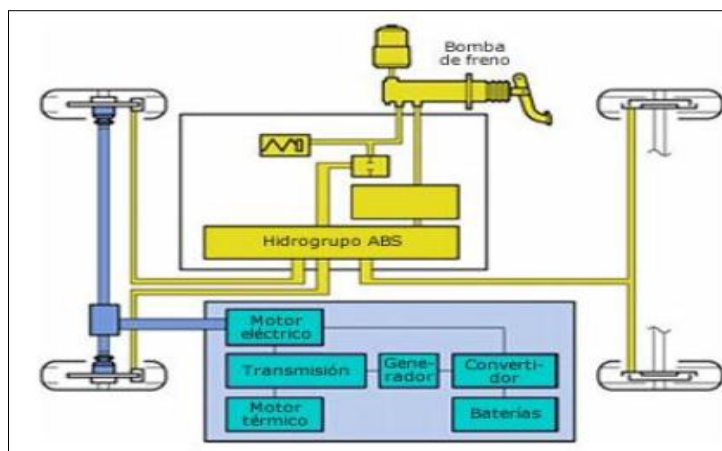 Bomba
de freno
Hidrogrupo ABS
Motor
eléctrico
Transmisión
Gene-
rador
Converti-
dor
Motor
térmico
Baterías